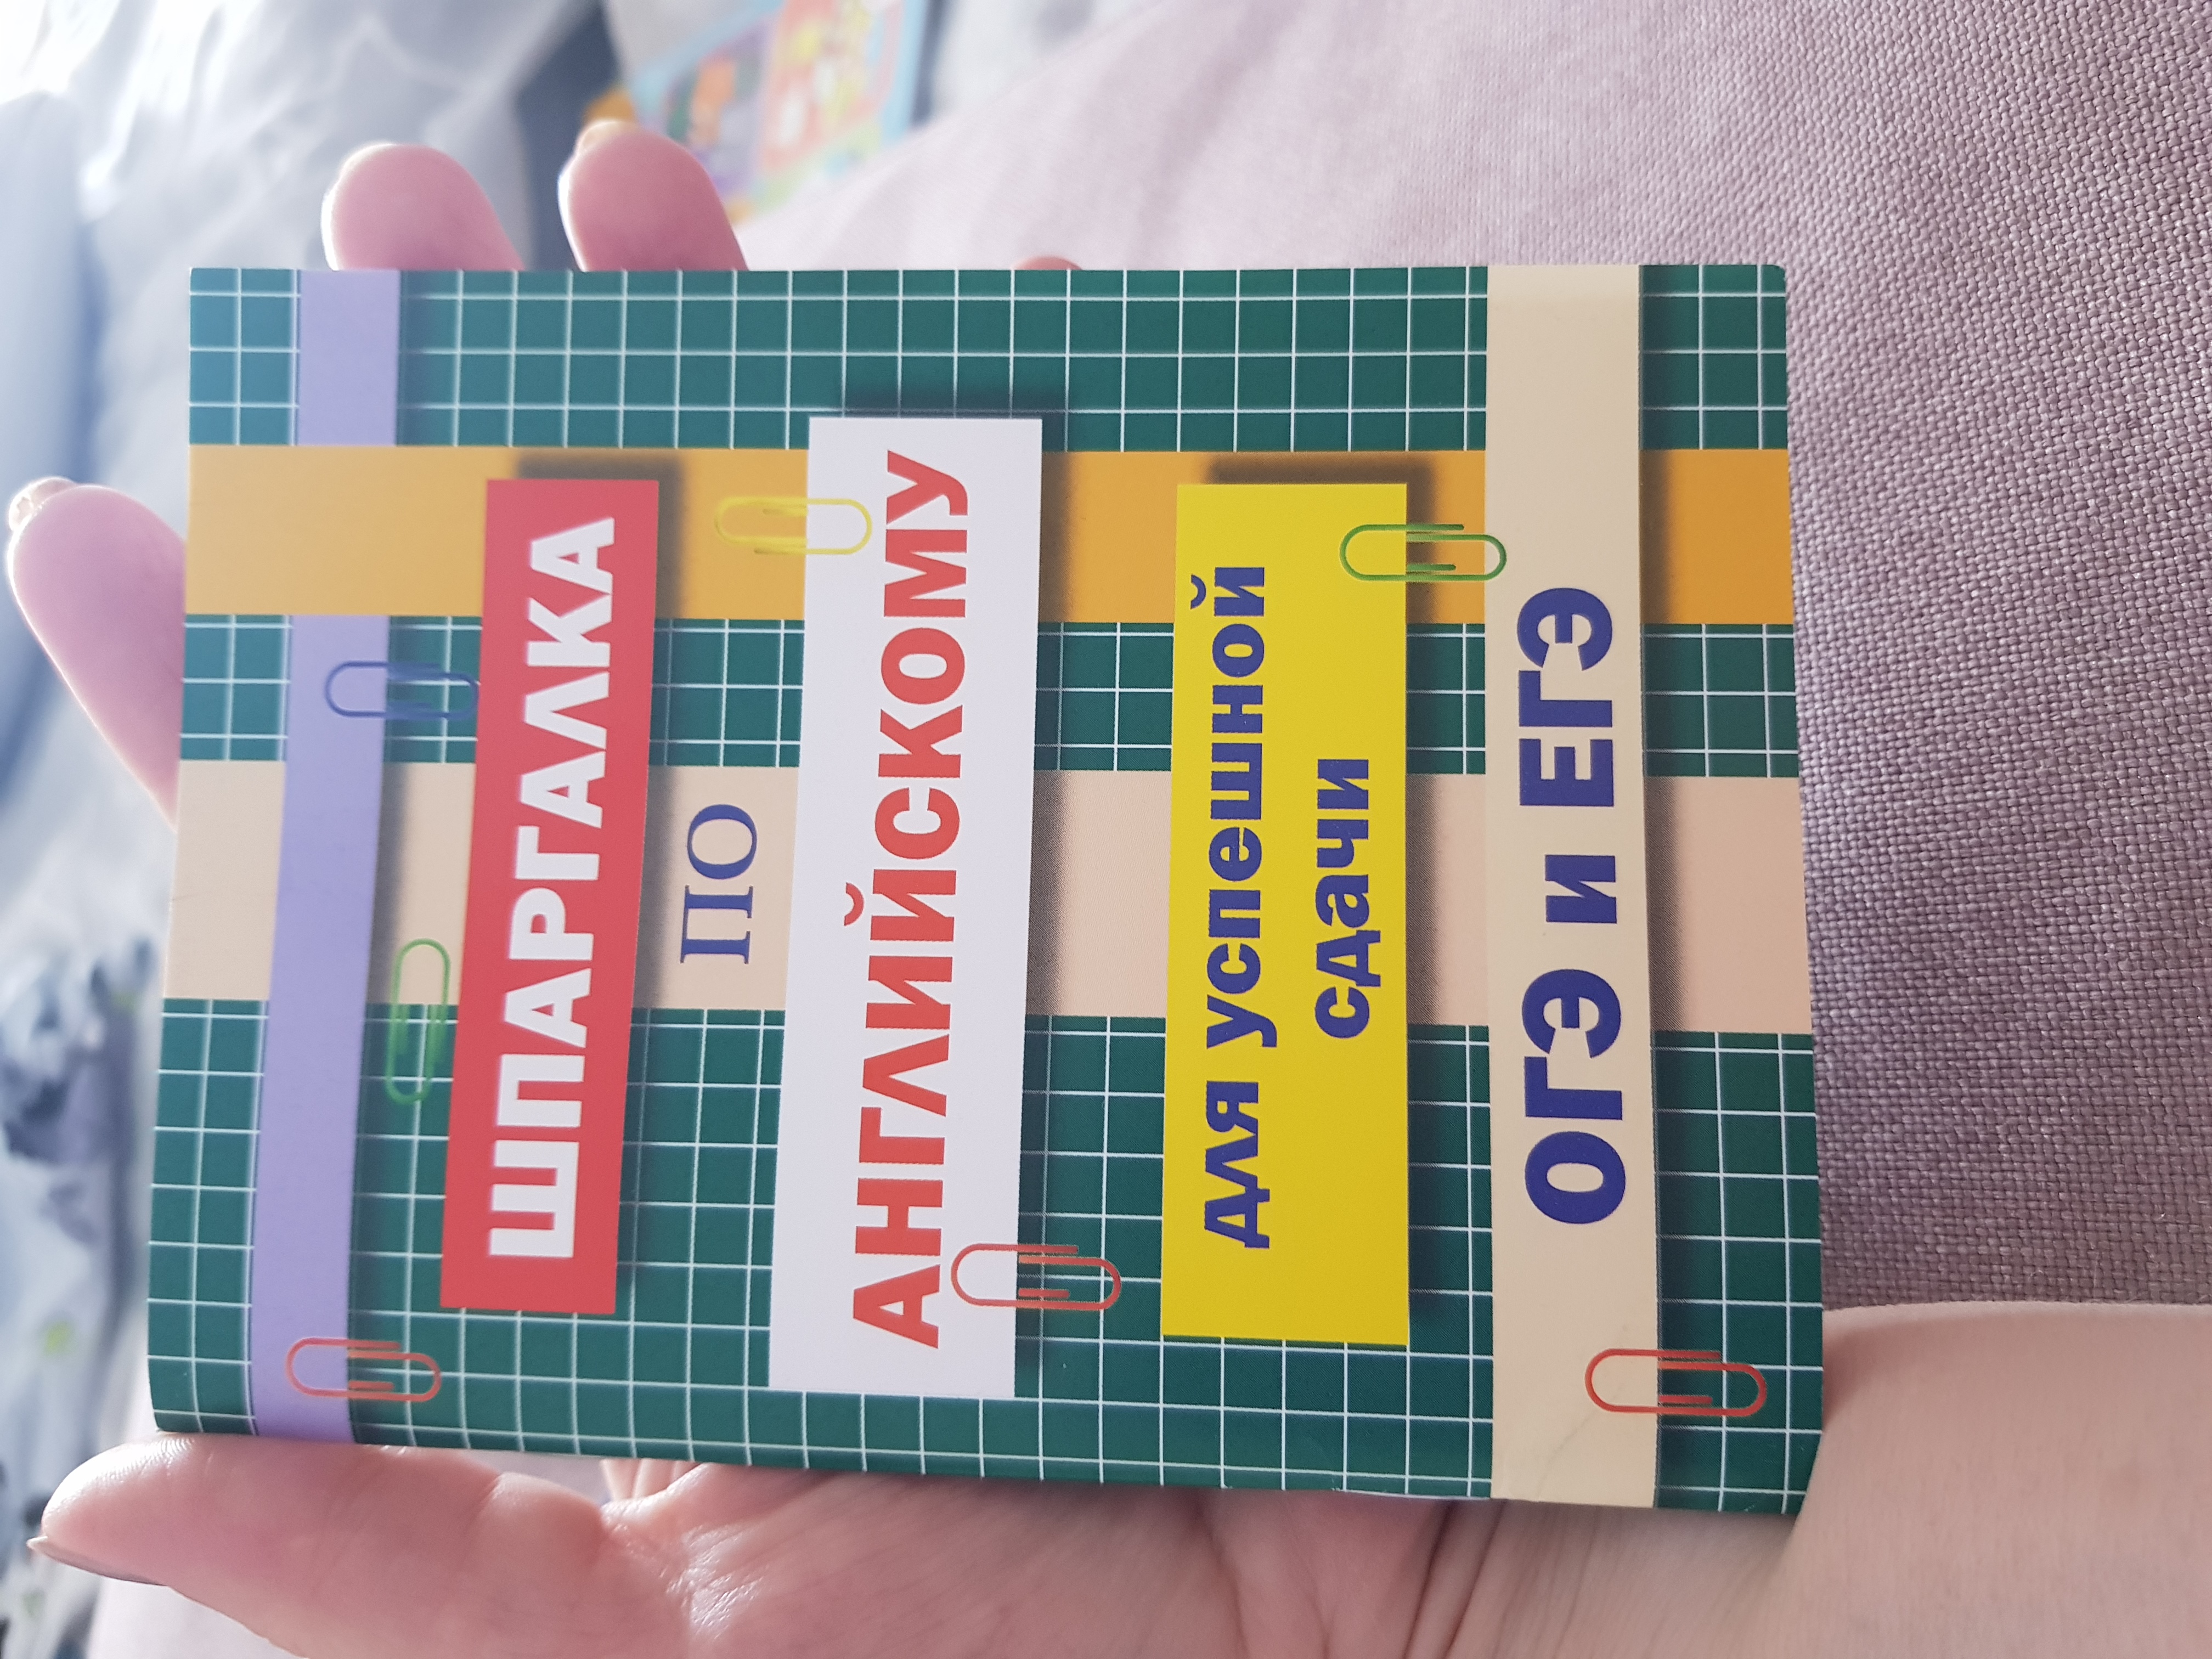 ШПАРГАЛКА
ПО
АНГЛИЙСКОМУ
для успешной
сдачи
ОГЭ и ЕГЭ